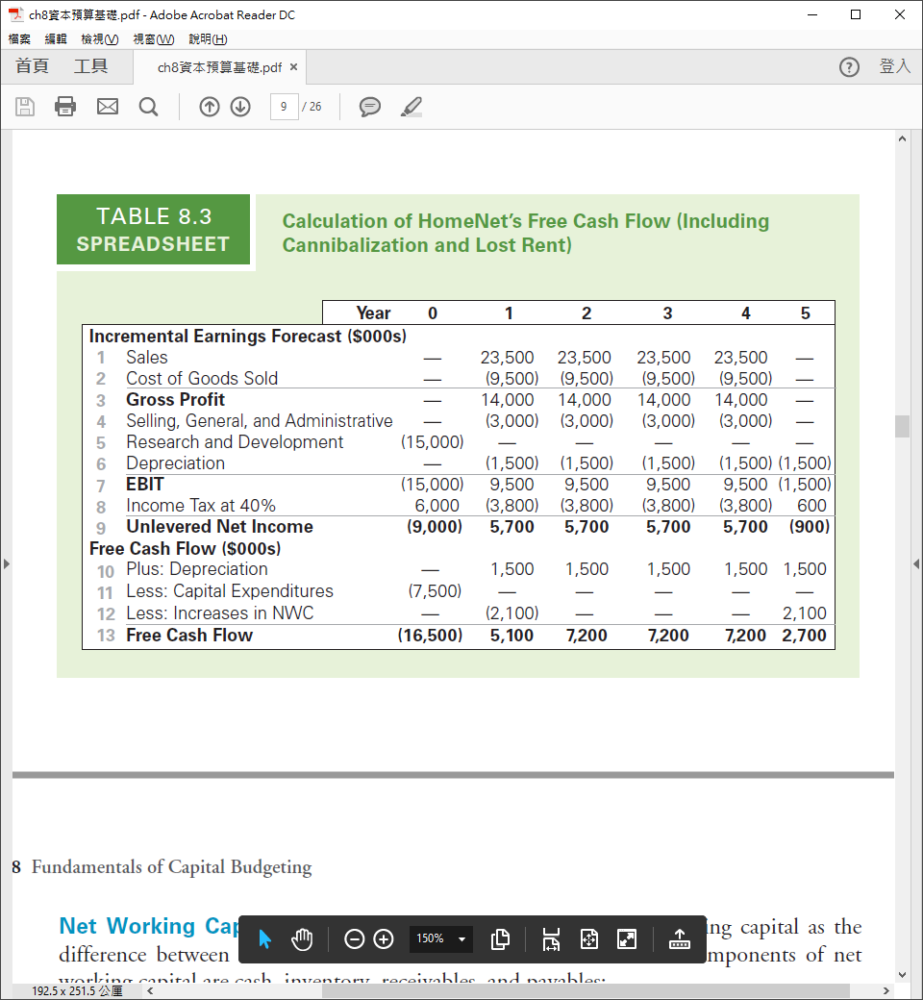 ch8資本預算基礎.pdf - Adobe Acrobat Reader DC
檔案 編輯 檢視(V) 視窗(W) 說明(H)
首頁 工具 ch8資本預算基礎.pdf × ? 登入
9 / 26
TABLE 8.3
SPREADSHEET
Calculation of HomeNet's Free Cash Flow (Including
Cannibalization and Lost Rent)
Year 0 1 2 3 4 5
Incremental Earnings Forecast ($000s)
1 Sales — 23,500 23,500 23,500 23,500 —
2 Cost of Goods Sold — (9,500) (9,500) (9,500) (9,500) —
3 Gross Profit — 14,000 14,000 14,000 14,000 —
4 Selling, General, and Administrative — (3,000) (3,000) (3,000) (3,000) —
5 Research and Development (15,000) — — — — —
6 Depreciation — (1,500) (1,500) (1,500) (1,500) (1,500)
7 EBIT (15,000) 9,500 9,500 9,500 9,500 (1,500)
8 Income Tax at 40% 6,000 (3,800) (3,800) (3,800) (3,800) 600
9 Unlevered Net Income (9,000) 5,700 5,700 5,700 5,700 (900)
Free Cash Flow ($000s)
10 Plus: Depreciation — 1,500 1,500 1,500 1,500 1,500
11 Less: Capital Expenditures (7,500) — — — — —
12 Less: Increases in NWC — (2,100) — — — 2,100
13 Free Cash Flow (16,500) 5,100 7,200 7,200 7,200 2,700
8 Fundamentals of Capital Budgeting
Net Working Cap ing capital as the
150%
difference between mponents of net
working capital are cash, inventory, receivables, and payables:
192.5 x 251.5 公厘